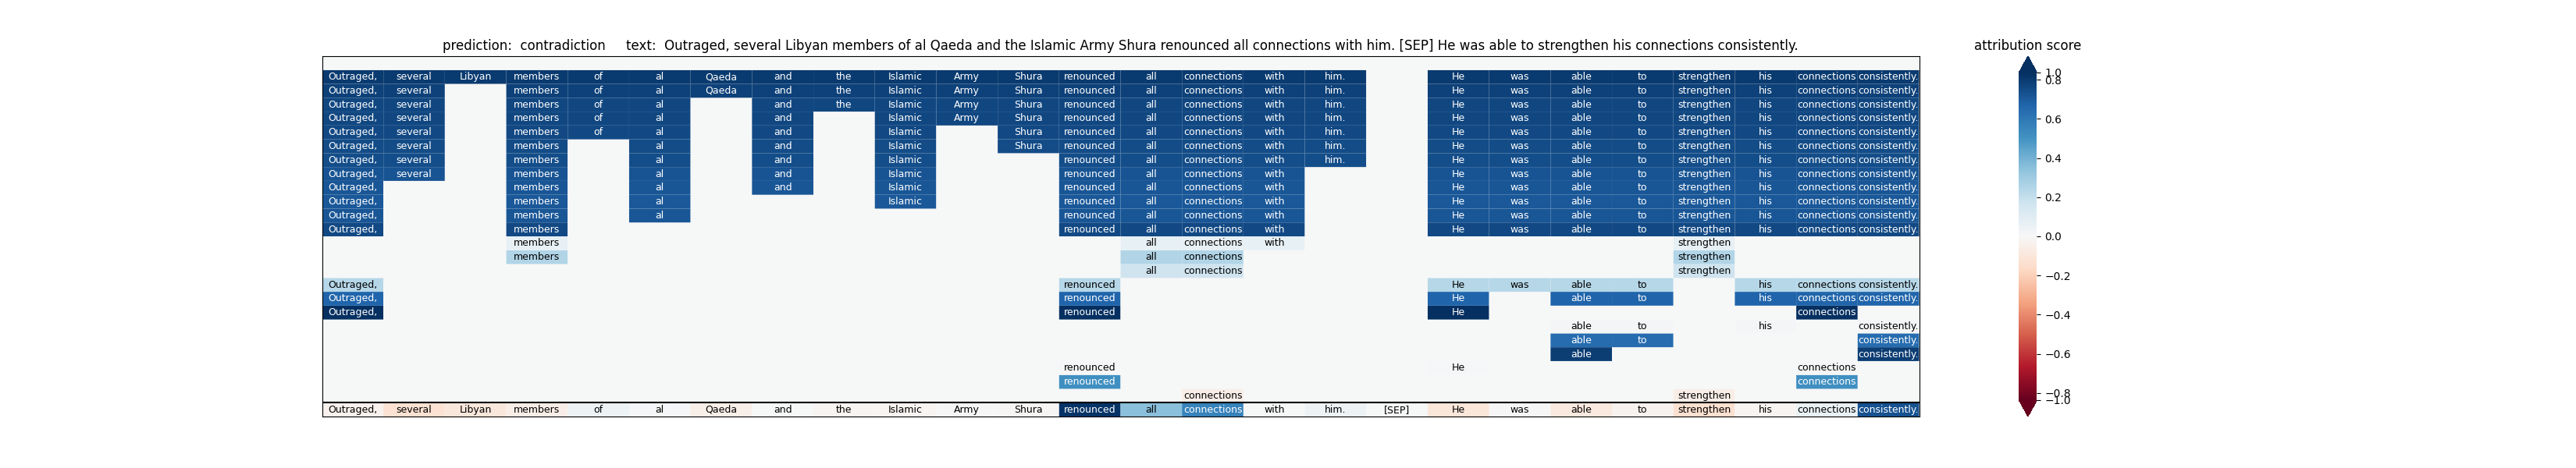 prediction: contradiction text: Outraged, several Libyan members of al Qaeda and the Islamic Army Shura renounced all connections with him. [SEP] He was able to strengthen his connections consistently.
attribution score
Outraged, several Libyan members of al Qaeda and the Islamic Army Shura renounced all connections with him. He was able to strengthen his connections consistently.
Outraged, several members of al Qaeda and the Islamic Army Shura renounced all connections with him. He was able to strengthen his connections consistently.
Outraged, several members of al and the Islamic Army Shura renounced all connections with him. He was able to strengthen his connections consistently.
Outraged, several members of al and Islamic Army Shura renounced all connections with him. He was able to strengthen his connections consistently.
Outraged, several members of al and Islamic Shura renounced all connections with him. He was able to strengthen his connections consistently.
Outraged, several members al and Islamic Shura renounced all connections with him. He was able to strengthen his connections consistently.
Outraged, several members al and Islamic renounced all connections with him. He was able to strengthen his connections consistently.
Outraged, several members al and Islamic renounced all connections with He was able to strengthen his connections consistently.
Outraged, members al and Islamic renounced all connections with He was able to strengthen his connections consistently.
Outraged, members al Islamic renounced all connections with He was able to strengthen his connections consistently.
Outraged, members al renounced all connections with He was able to strengthen his connections consistently.
Outraged, members renounced all connections with He was able to strengthen his connections consistently.
members all connections with strengthen
members all connections strengthen
all connections strengthen
Outraged, renounced He was able to his connections consistently.
Outraged, renounced He able to his connections consistently.
Outraged, renounced He connections
able to his consistently.
able to consistently.
able consistently.
renounced He connections
renounced connections
connections strengthen
Outraged, several Libyan members of al Qaeda and the Islamic Army Shura renounced all connections with him. [SEP] He was able to strengthen his connections consistently.
1.0
0.8
0.6
0.4
0.2
0.0
−0.2
−0.4
−0.6
−0.8
−1.0